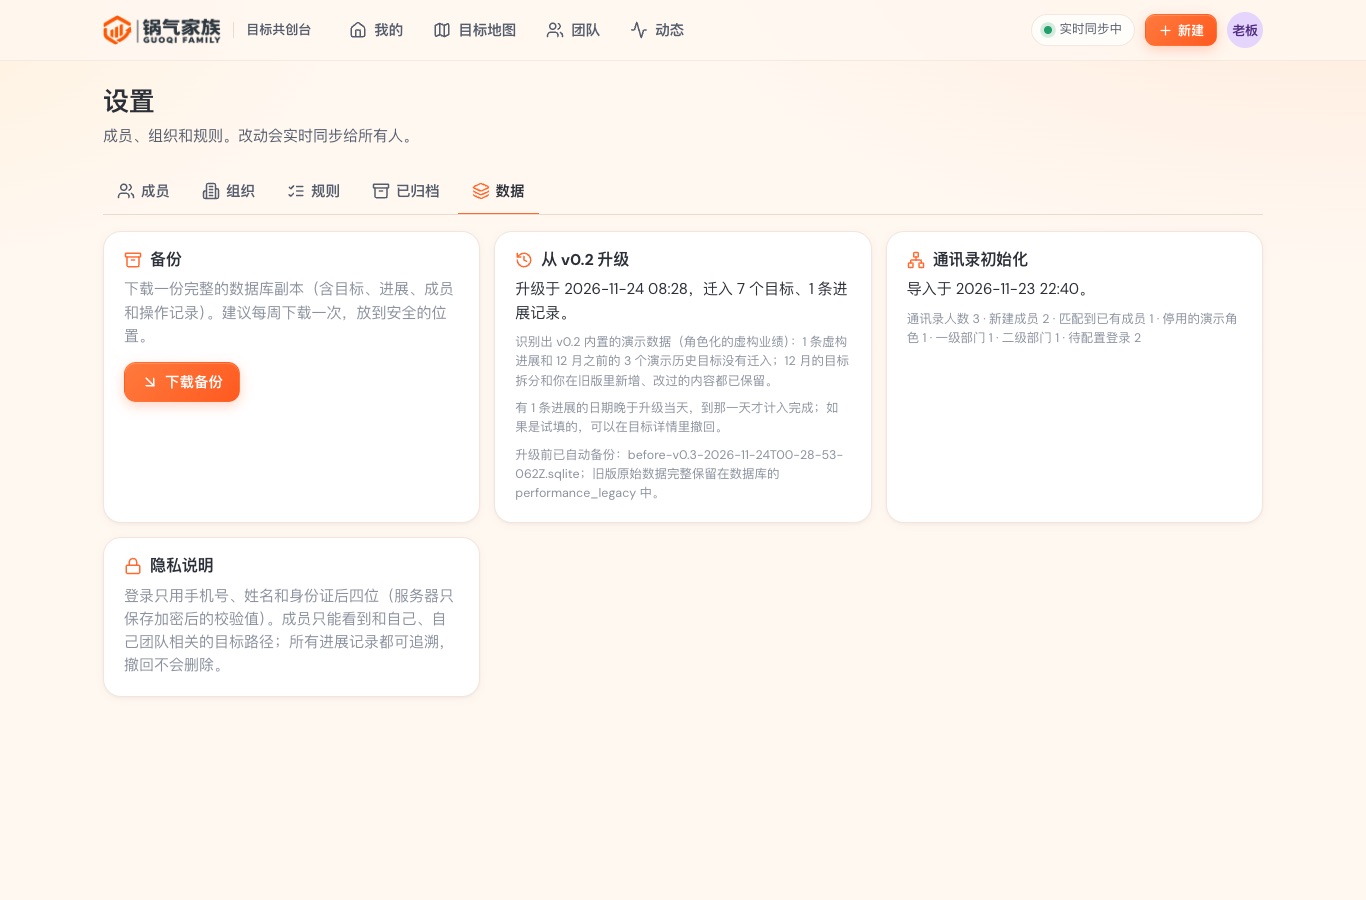 锅气家族
GUOQI FAMILY
目标共创台
我的
目标地图
团队
动态
实时同步中
新建
老板
设置
成员、组织和规则。改动会实时同步给所有人。
成员
组织
规则
已归档
数据
备份
下载一份完整的数据库副本（含目标、进展、成员
和操作记录）。建议每周下载一次，放到安全的位
置。
下载备份
从 v0.2 升级
升级于 2026-11-24 08:28，迁入 7 个目标、1 条进
展记录。
识别出 v0.2 内置的演示数据（角色化的虚构业绩）：1 条虚构
进展和 12 月之前的 3 个演示历史目标没有迁入；12 月的目标
拆分和你在旧版里新增、改过的内容都已保留。
有 1 条进展的日期晚于升级当天，到那一天才计入完成；如
果是试填的，可以在目标详情里撤回。
升级前已自动备份：before-v0.3-2026-11-24T00-28-53-
062Z.sqlite；旧版原始数据完整保留在数据库的
performance_legacy 中。
通讯录初始化
导入于 2026-11-23 22:40。
通讯录人数 3 · 新建成员 2 · 匹配到已有成员 1 · 停用的演示角
色 1 · 一级部门 1 · 二级部门 1 · 待配置登录 2
隐私说明
登录只用手机号、姓名和身份证后四位（服务器只
保存加密后的校验值）。成员只能看到和自己、自
己团队相关的目标路径；所有进展记录都可追溯，
撤回不会删除。